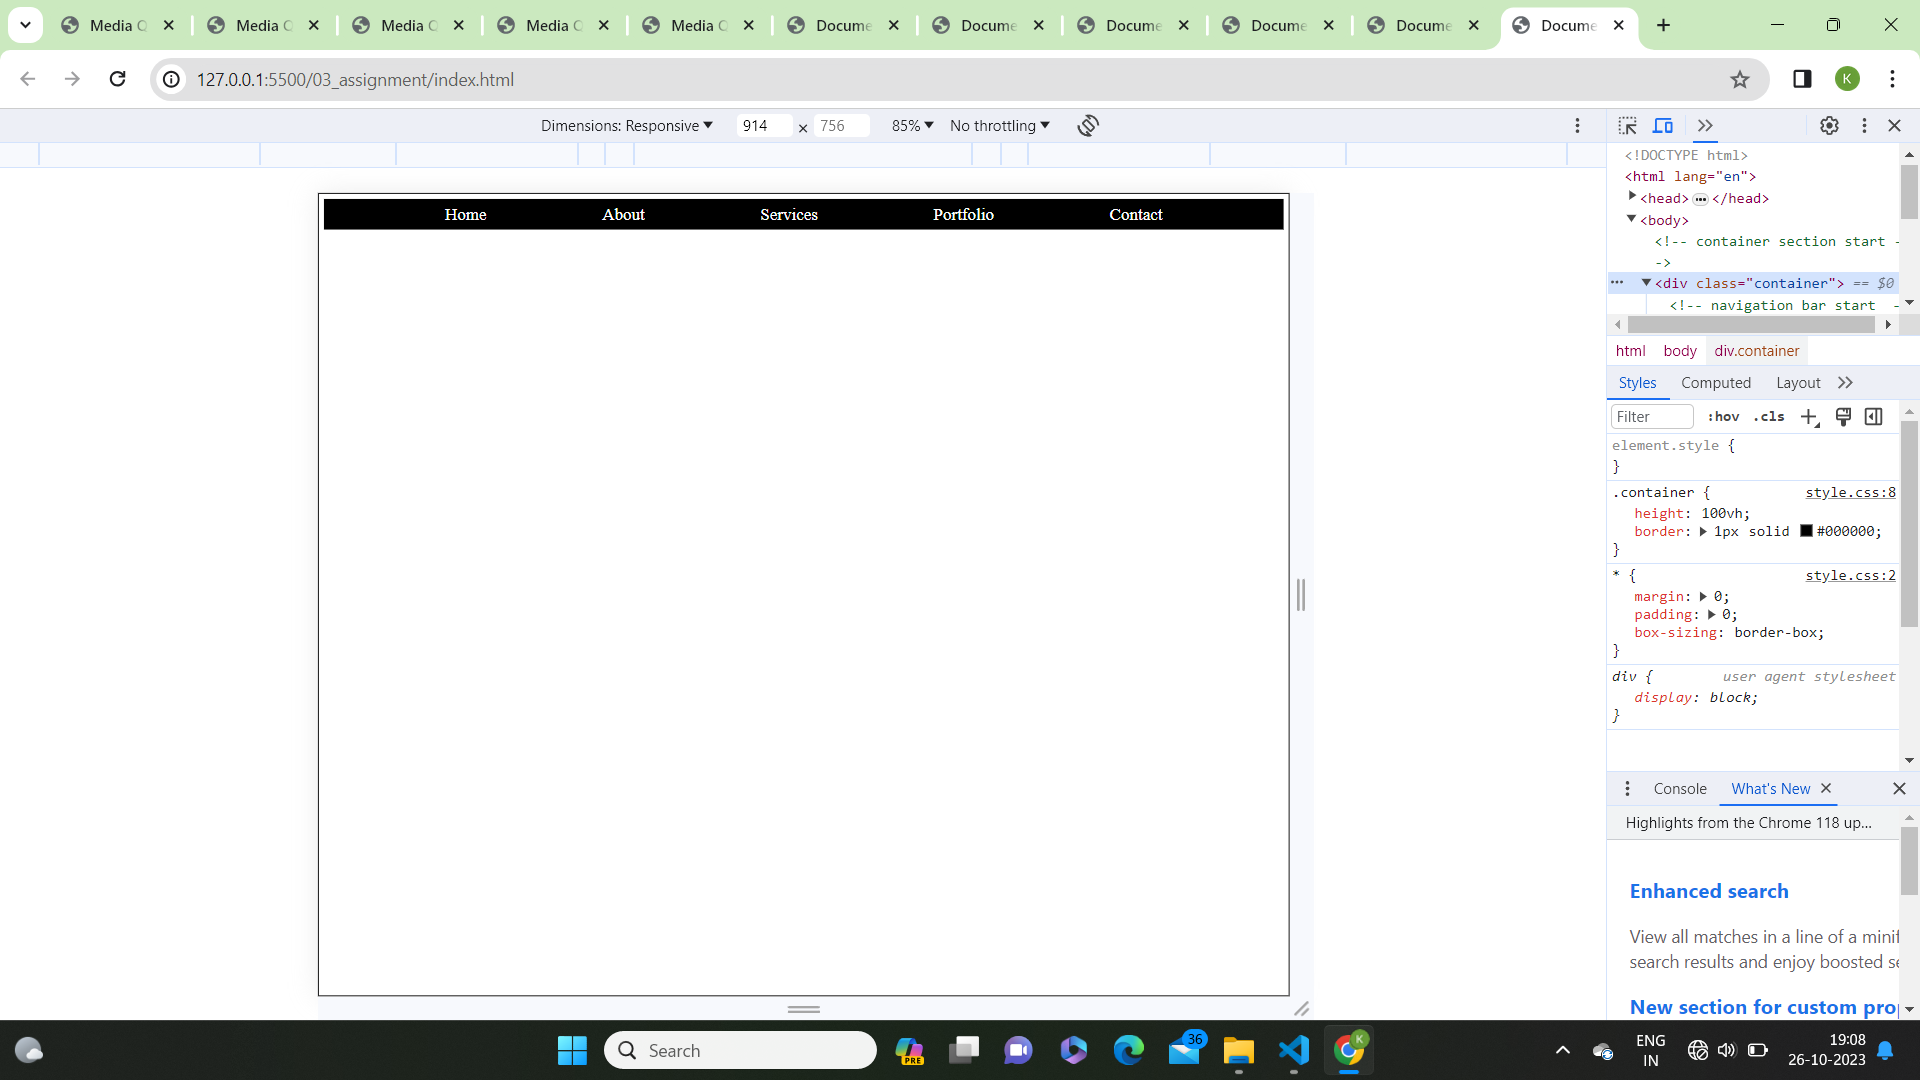 Media Q
Media Q
Media Q
Media Q
Media Q
Docume
Docume
Docume
Docume
Docume
Docume
127.0.0.1:5500/03_assignment/index.html
K
Dimensions: Responsive
914 x 756
85%
No throttling
Home
About
Services
Portfolio
Contact
<!DOCTYPE html>
<html lang="en">
<head> ••• </head>
<body>
<!-- container section start -
->
••• <div class="container"> == $0
<!-- navigation bar start -
html body div.container
Styles Computed Layout
Filter :hov .cls
element.style {
}
.container { style.css:8
height: 100vh;
border: 1px solid #000000;
}
* { style.css:2
margin: 0;
padding: 0;
box-sizing: border-box;
}
div { user agent stylesheet
display: block;
}
Console What's New
Highlights from the Chrome 118 up...
Enhanced search
View all matches in a line of a minif
search results and enjoy boosted se
New section for custom prop
Search
PRE
36
K
ENG
IN
19:08
26-10-2023